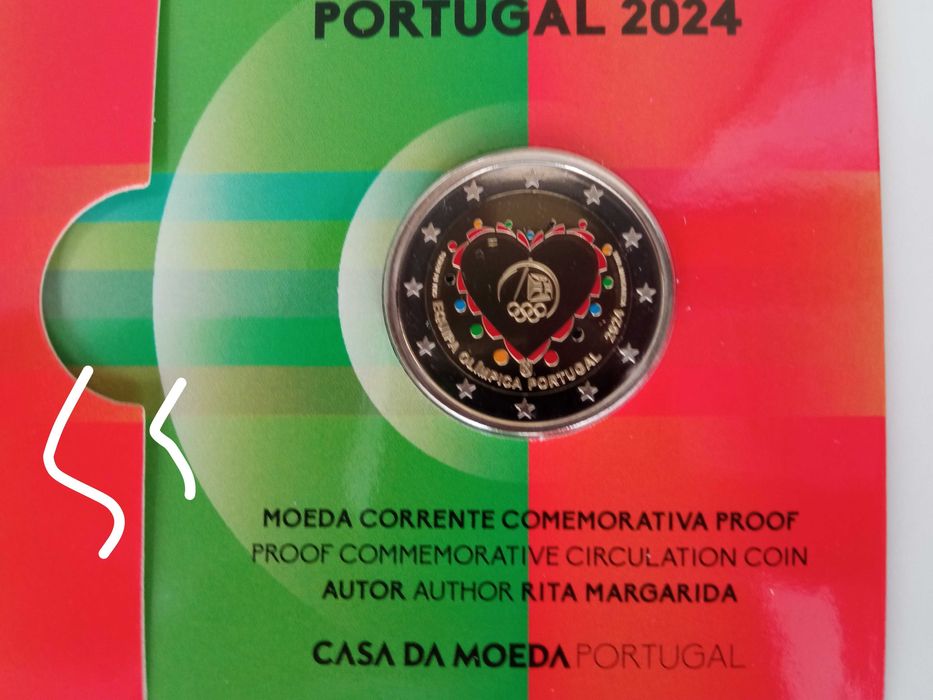 PORTUGAL 2024
EQUIPA OLÍMPICA PORTUGAL 2024
MOEDA CORRENTE COMEMORATIVA PROOF
PROOF COMMEMORATIVE CIRCULATION COIN
AUTOR AUTHOR RITA MARGARIDA
CASA DA MOEDA PORTUGAL